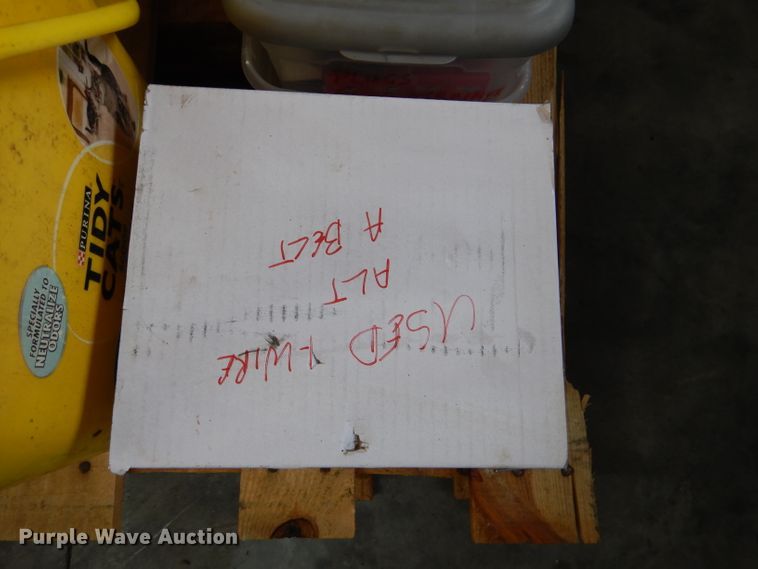 USED 1-WIRE
ALT
A BELT
PURINA
TIDY
CATS
SPECIALLY
FORMULATED TO
NEUTRALIZE
ODORS
Purple Wave Auction